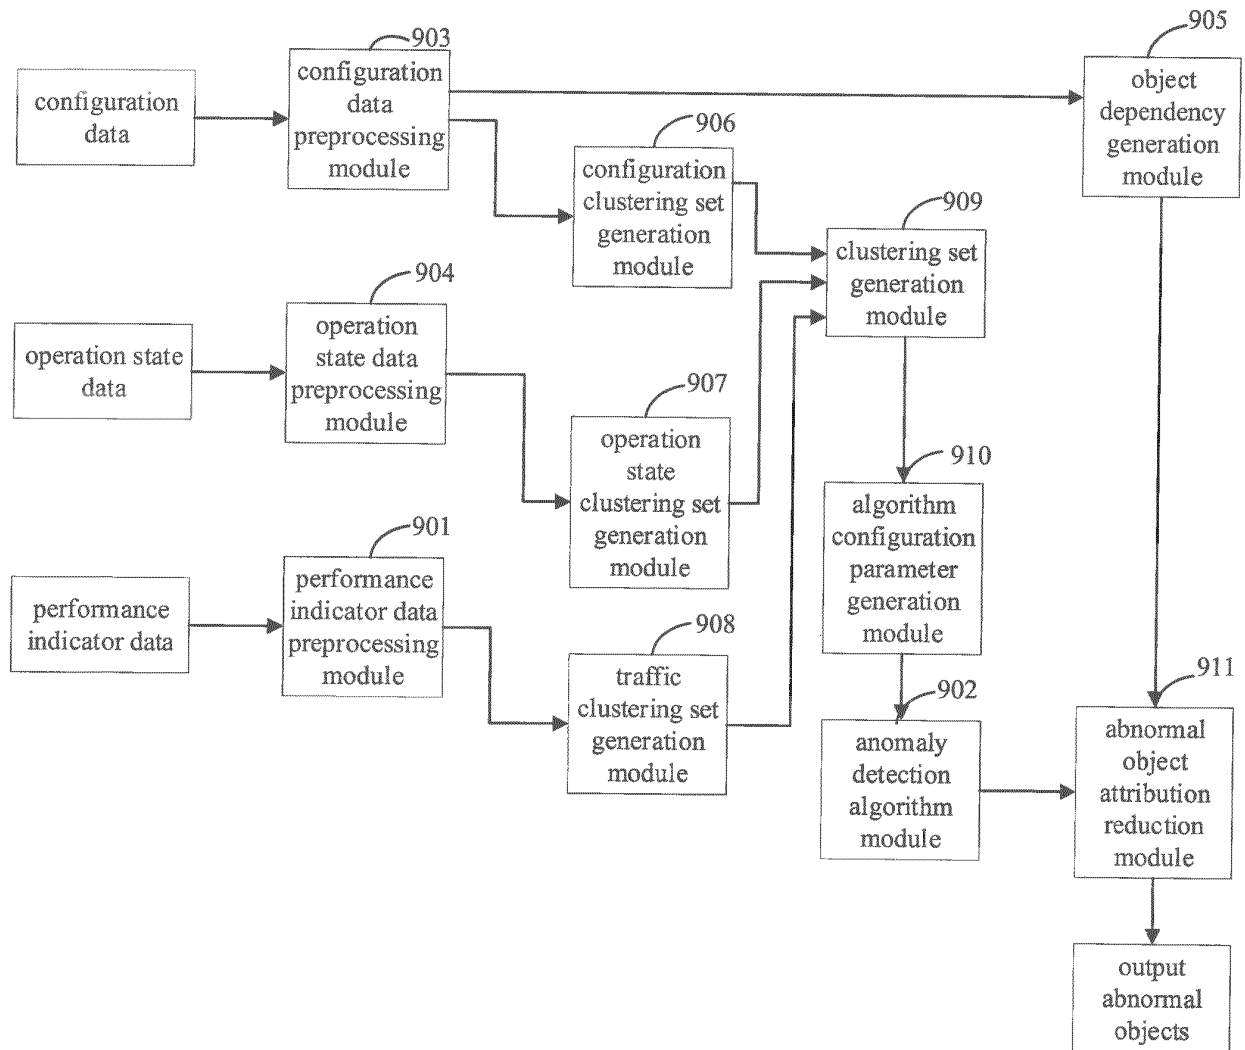 903
configuration
data
preprocessing
module
configuration
data
905
object
dependency
generation
module
906
configuration
clustering set
generation
module
909
clustering set
generation
module
904
operation
state data
preprocessing
module
operation state
data
907
operation
state
clustering set
generation
module
910
algorithm
configuration
parameter
generation
module
901
performance
indicator data
preprocessing
module
performance
indicator data
908
traffic
clustering set
generation
module
902
anomaly
detection
algorithm
module
911
abnormal
object
attribution
reduction
module
output
abnormal
objects